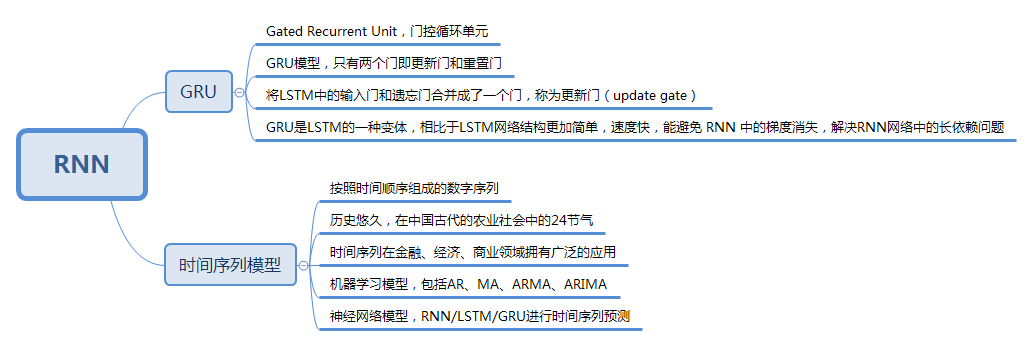 RNN
GRU
Gated Recurrent Unit，门控循环单元
GRU模型，只有两个门即更新门和重置门
将LSTM中的输入门和遗忘门合并成了一个门，称为更新门（update gate）
GRU是LSTM的一种变体，相比于LSTM网络结构更加简单，速度快，能避免 RNN 中的梯度消失，解决RNN网络中的长依赖问题
时间序列模型
按照时间顺序组成的数字序列
历史悠久，在中国古代的农业社会中的24节气
时间序列在金融、经济、商业领域拥有广泛的应用
机器学习模型，包括AR、MA、ARMA、ARIMA
神经网络模型，RNN/LSTM/GRU进行时间序列预测